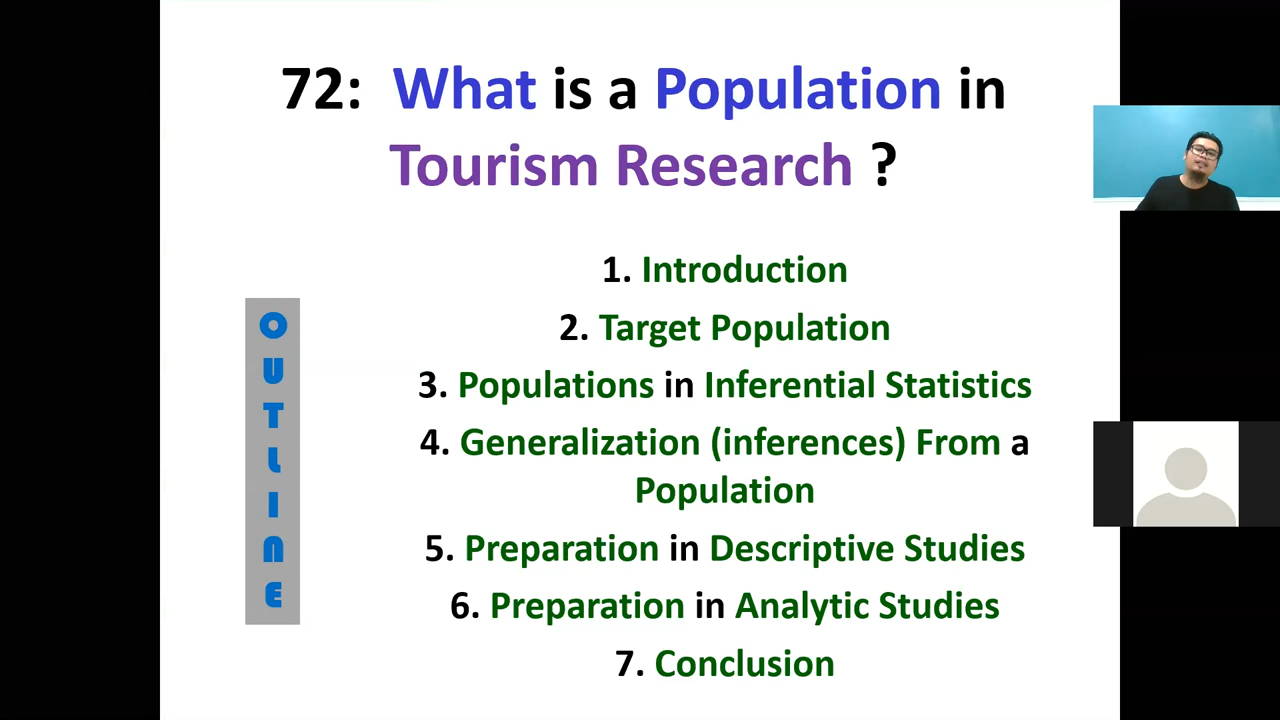 72: What is a Population in
Tourism Research ?
OUTLINE
1. Introduction
2. Target Population
3. Populations in Inferential Statistics
4. Generalization (inferences) From a
Population
5. Preparation in Descriptive Studies
6. Preparation in Analytic Studies
7. Conclusion